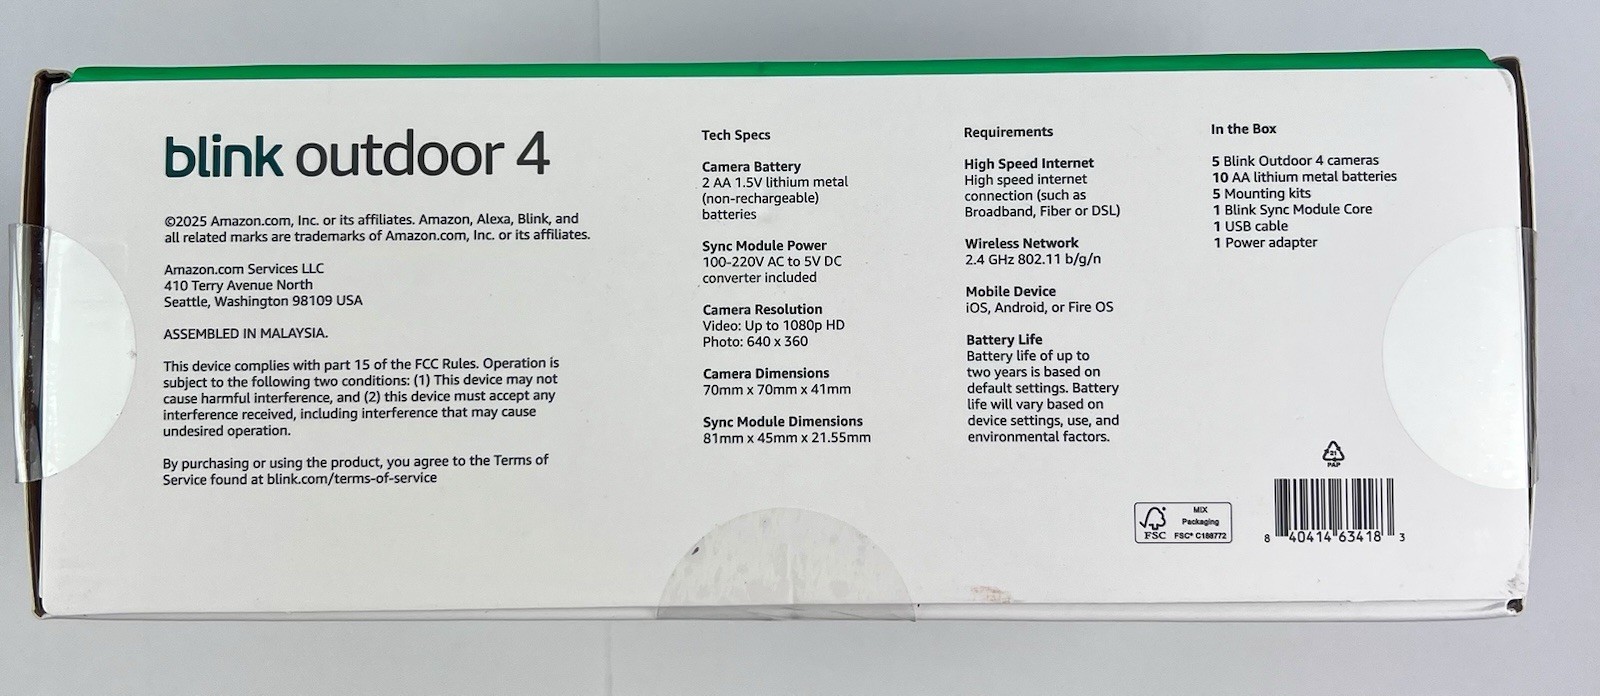 blink outdoor 4
©2025 Amazon.com, Inc. or its affiliates. Amazon, Alexa, Blink, and
all related marks are trademarks of Amazon.com, Inc. or its affiliates.
Amazon.com Services LLC
410 Terry Avenue North
Seattle, Washington 98109 USA
ASSEMBLED IN MALAYSIA.
This device complies with part 15 of the FCC Rules. Operation is
subject to the following two conditions: (1) This device may not
cause harmful interference, and (2) this device must accept any
interference received, including interference that may cause
undesired operation.
By purchasing or using the product, you agree to the Terms of
Service found at blink.com/terms-of-service
Tech Specs
Camera Battery
2 AA 1.5V lithium metal
(non-rechargeable)
batteries
Sync Module Power
100-220V AC to 5V DC
converter included
Camera Resolution
Video: Up to 1080p HD
Photo: 640 x 360
Camera Dimensions
70mm x 70mm x 41mm
Sync Module Dimensions
81mm x 45mm x 21.55mm
Requirements
High Speed Internet
High speed internet
connection (such as
Broadband, Fiber or DSL)
Wireless Network
2.4 GHz 802.11 b/g/n
Mobile Device
iOS, Android, or Fire OS
Battery Life
Battery life of up to
two years is based on
default settings. Battery
life will vary based on
device settings, use, and
environmental factors.
In the Box
5 Blink Outdoor 4 cameras
10 AA lithium metal batteries
5 Mounting kits
1 Blink Sync Module Core
1 USB cable
1 Power adapter
21
PAP
FSC
MIX
Packaging
FSC® C188772
8 40414 63418 3